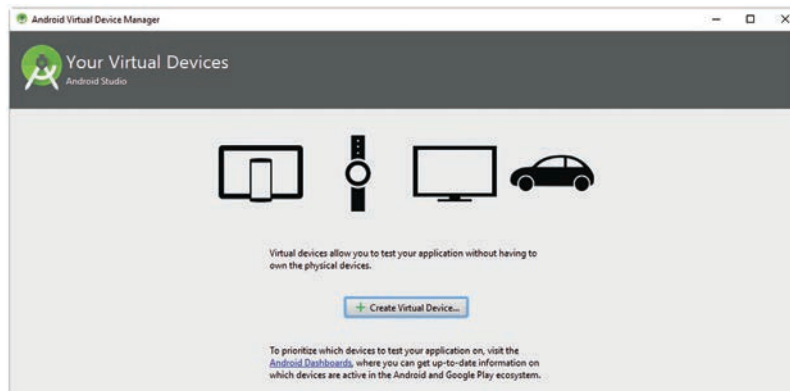 Android Virtual Device Manager
Your Virtual Devices
Android Studio
Virtual devices allow you to test your application without having to
own the physical devices.
+ Create Virtual Device...
To prioritize which devices to test your application on, visit the
Android Dashboards, where you can get up-to-date information on
which devices are active in the Android and Google Play ecosystem.